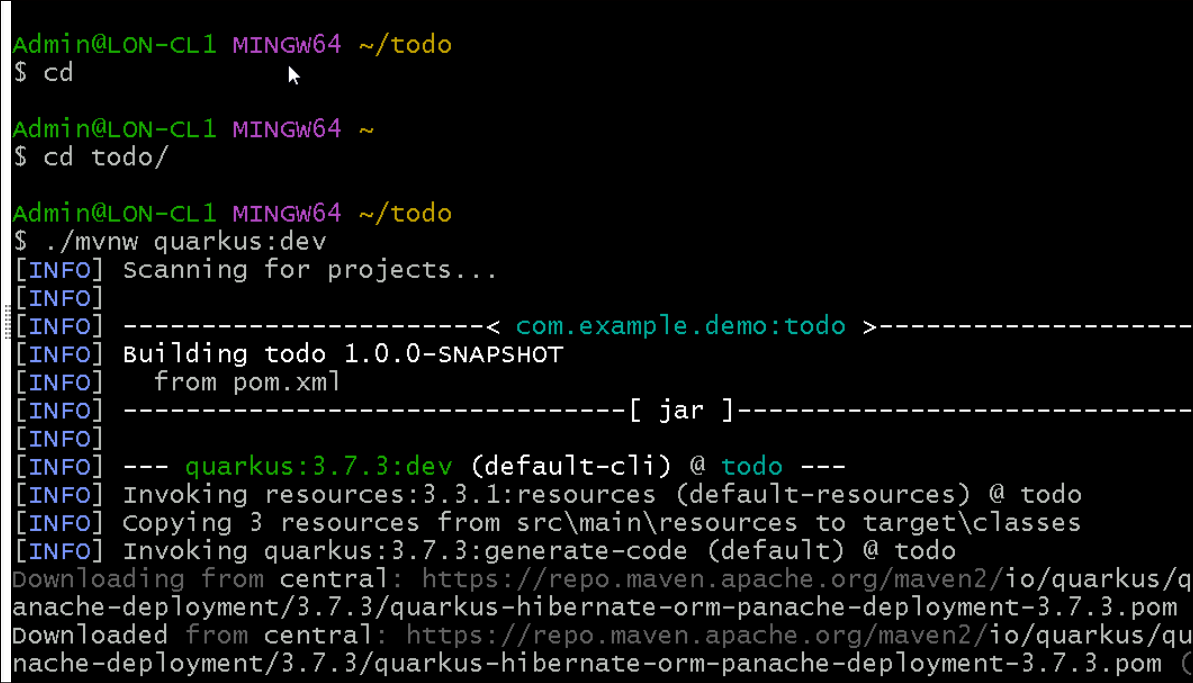 Admin@LON-CL1 MINGW64 ~/todo
$ cd
Admin@LON-CL1 MINGW64 ~
$ cd todo/
Admin@LON-CL1 MINGW64 ~/todo
$ ./mvnw quarkus:dev
[INFO] Scanning for projects...
[INFO]
[INFO] -----------------------< com.example.demo:todo >--------------------
[INFO] Building todo 1.0.0-SNAPSHOT
[INFO]   from pom.xml
[INFO] --------------------------------[ jar ]-----------------------------
[INFO]
[INFO] --- quarkus:3.7.3:dev (default-cli) @ todo ---
[INFO] Invoking resources:3.3.1:resources (default-resources) @ todo
[INFO] Copying 3 resources from src\main\resources to target\classes
[INFO] Invoking quarkus:3.7.3:generate-code (default) @ todo
Downloading from central: https://repo.maven.apache.org/maven2/io/quarkus/q
anache-deployment/3.7.3/quarkus-hibernate-orm-panache-deployment-3.7.3.pom
Downloaded from central: https://repo.maven.apache.org/maven2/io/quarkus/qu
nache-deployment/3.7.3/quarkus-hibernate-orm-panache-deployment-3.7.3.pom (